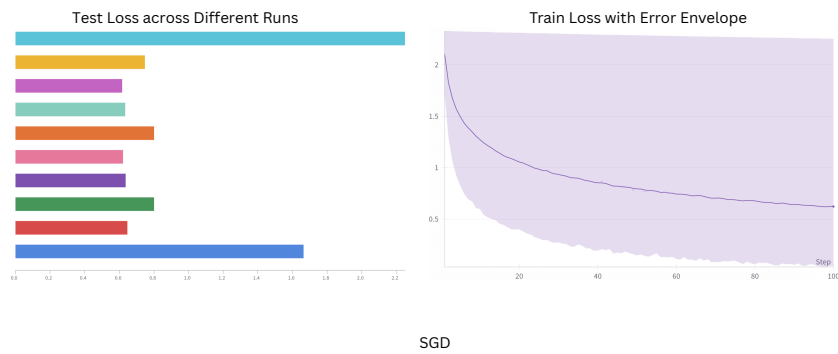 Test Loss across Different Runs
0.0 0.2 0.4 0.6 0.8 1.0 1.2 1.4 1.6 1.8 2.0 2.2
Train Loss with Error Envelope
2
1.5
1
0.5
Step
20 40 60 80 100
SGD